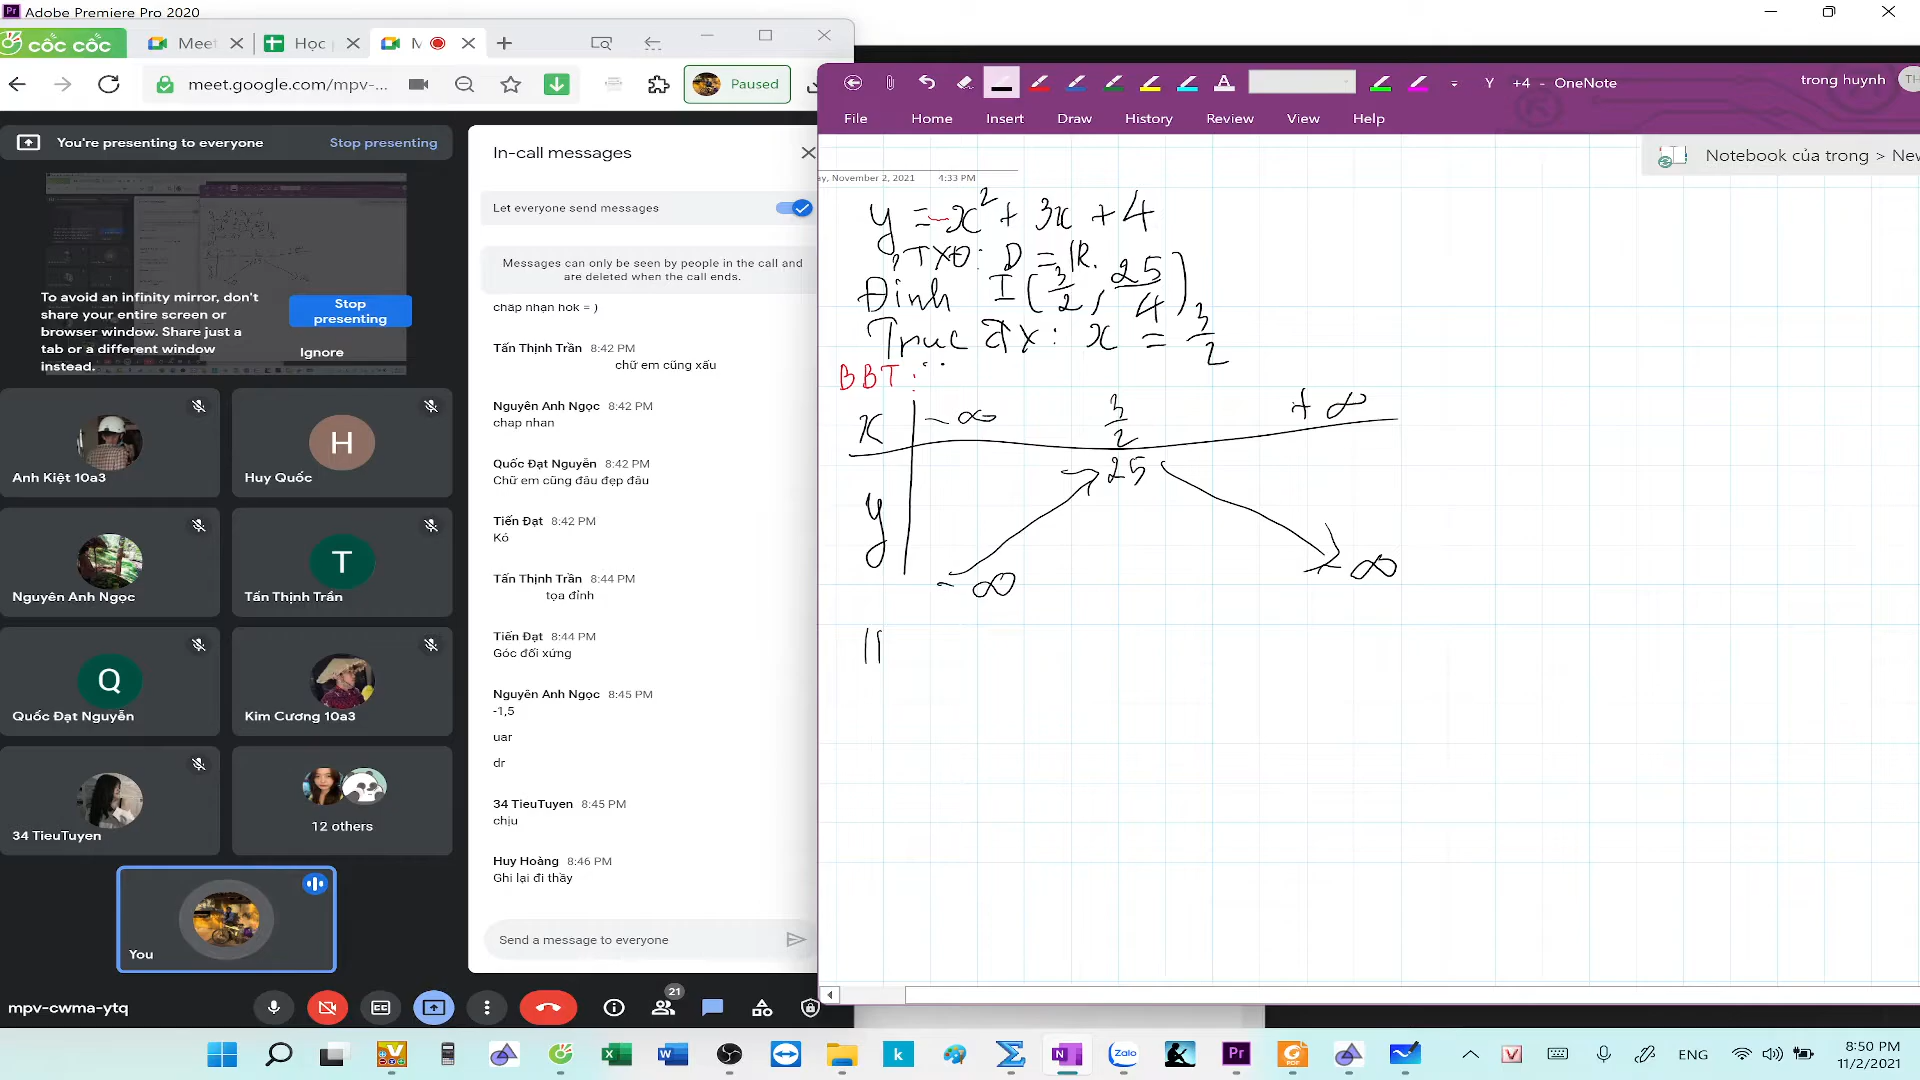 Adobe Premiere Pro 2020
cốc cốc
Meet
Học
M
meet.google.com/mpv-...
Paused
You're presenting to everyone
Stop presenting
To avoid an infinity mirror, don't
share your entire screen or
browser window. Share just a
tab or a different window
instead.
Stop
presenting
Ignore
Anh Kiệt 10a3
H
Huy Quốc
Nguyên Anh Ngọc
T
Tấn Thịnh Trần
Q
Quốc Đạt Nguyễn
Kim Cương 10a3
34 TieuTuyen
12 others
You
mpv-cwma-ytq
21
In-call messages
Let everyone send messages
Messages can only be seen by people in the call and
are deleted when the call ends.
chấp nhạn hok = )
Tấn Thịnh Trần 8:42 PM
chữ em cũng xấu
Nguyên Anh Ngọc 8:42 PM
chap nhan
Quốc Đạt Nguyễn 8:42 PM
Chữ em cũng đâu đẹp đâu
Tiến Đạt 8:42 PM
Kó
Tấn Thịnh Trần 8:44 PM
tọa đỉnh
Tiến Đạt 8:44 PM
Góc đối xứng
Nguyên Anh Ngọc 8:45 PM
-1,5
uar
dr
34 TieuTuyen 8:45 PM
chịu
Huy Hoàng 8:46 PM
Ghi lại đi thầy
Send a message to everyone
Y +4 - OneNote
trong huynh
TH
File Home Insert Draw History Review View Help
Notebook của trong > New
ay, November 2, 2021 4:33 PM
y = -x² + 3x + 4
TXĐ: D = R.
Đỉnh I(3/2, 25/4)
Trục đx: x = 3/2
BBT:
x -∞ 3/2 +∞
25
y
-∞ -∞
ENG
8:50 PM
11/2/2021